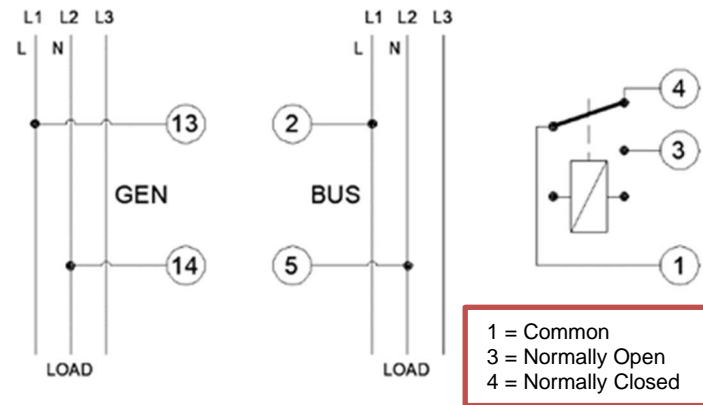 L1 L2 L3
L N
13
GEN
14
LOAD
L1 L2 L3
L N
2
BUS
5
LOAD
4
3
1
1 = Common
3 = Normally Open
4 = Normally Closed